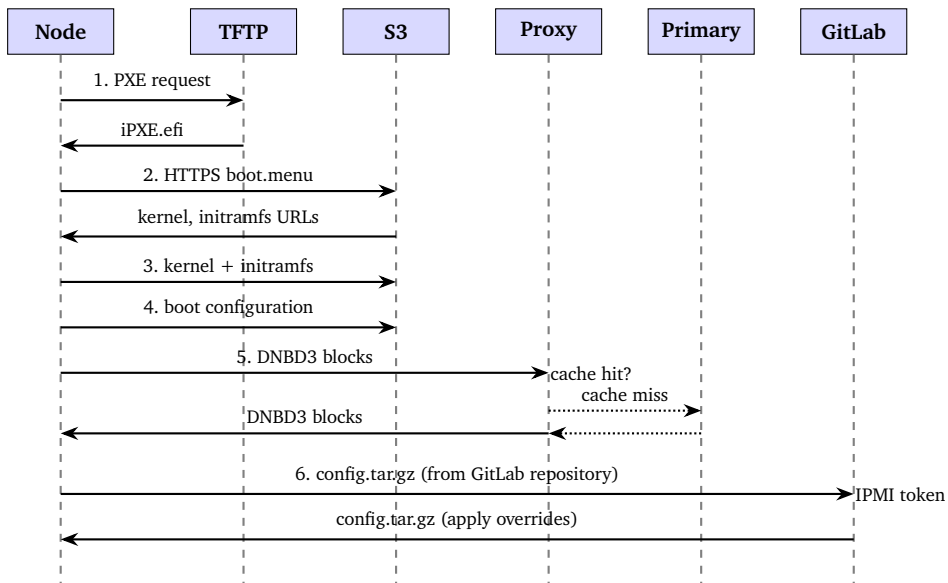 Node TFTP S3 Proxy Primary GitLab
1. PXE request
iPXE.efi
2. HTTPS boot.menu
kernel, initramfs URLs
3. kernel + initramfs
4. boot configuration
5. DNBD3 blocks
cache hit?
cache miss
DNBD3 blocks
6. config.tar.gz (from GitLab repository)
IPMI token
config.tar.gz (apply overrides)